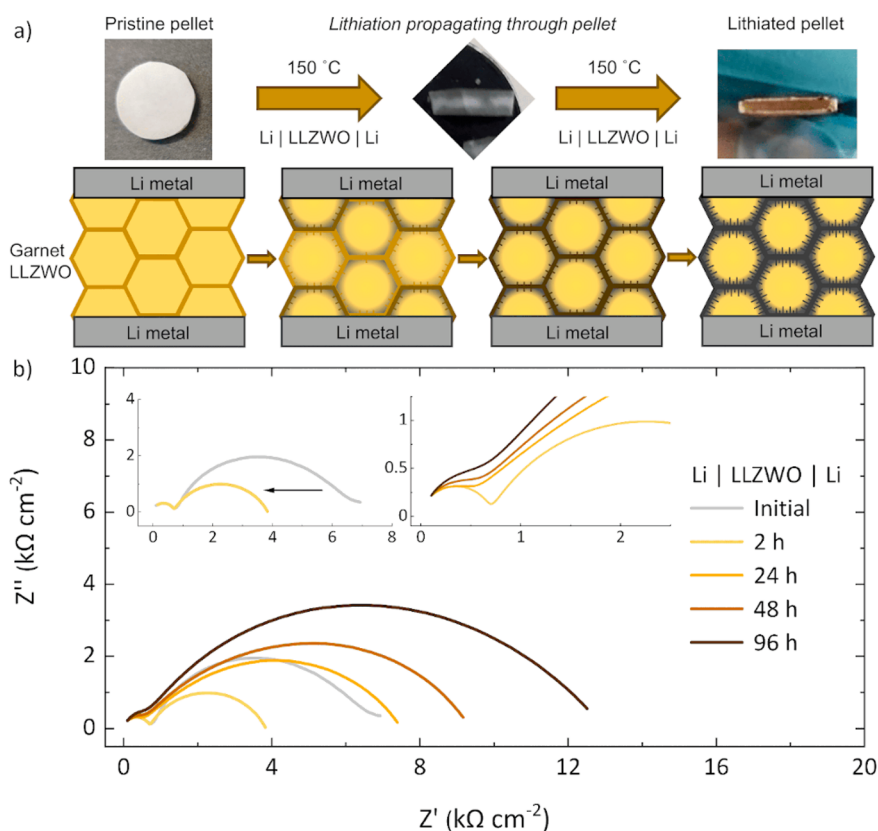 a)
Pristine pellet
Lithiation propagating through pellet
Lithiated pellet
150 ˚C
150 ˚C
Li | LLZWO | Li
Li | LLZWO | Li
Li metal
Li metal
Li metal
Li metal
Garnet
LLZWO
Li metal
Li metal
Li metal
Li metal
b)
10
8
6
4
2
0
Z'' (kΩ cm⁻²)
4
2
0
0 2 4 6 8
1
0.5
0.25
0
1 2
Li | LLZWO | Li
Initial
2 h
24 h
48 h
96 h
0 4 8 12 16 20
Z' (kΩ cm⁻²)